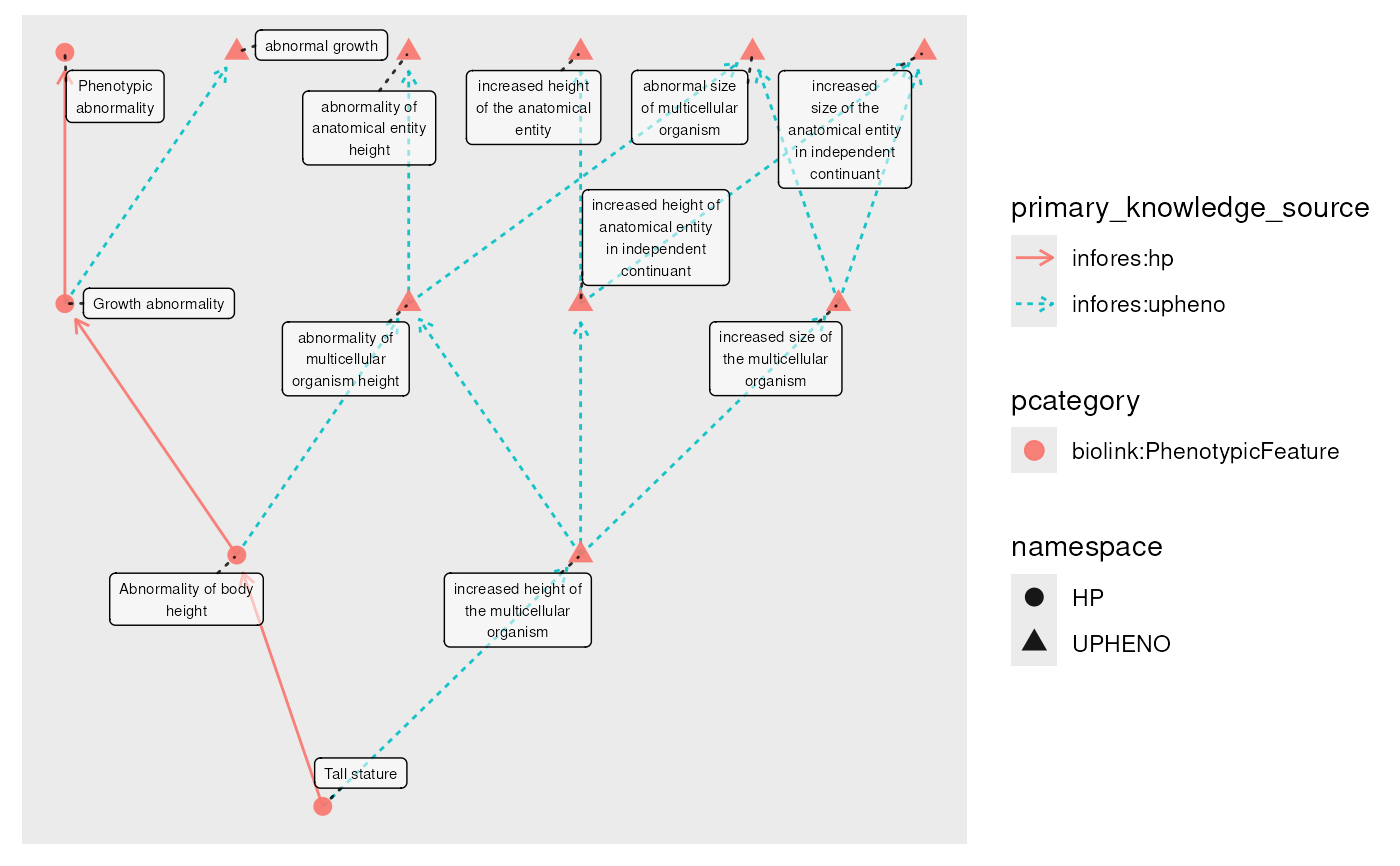 abnormal growth
Phenotypic
abnormality
abnormality of
anatomical entity
height
increased height
of the anatomical
entity
abnormal size
of multicellular
organism
increased
size of the
anatomical entity
in independent
continuant
increased height of
anatomical entity
in independent
continuant
Growth abnormality
abnormality of
multicellular
organism height
increased size of
the multicellular
organism
Abnormality of body
height
increased height of
the multicellular
organism
Tall stature
primary_knowledge_source
infores:hp
infores:upheno
pcategory
biolink:PhenotypicFeature
namespace
HP
UPHENO